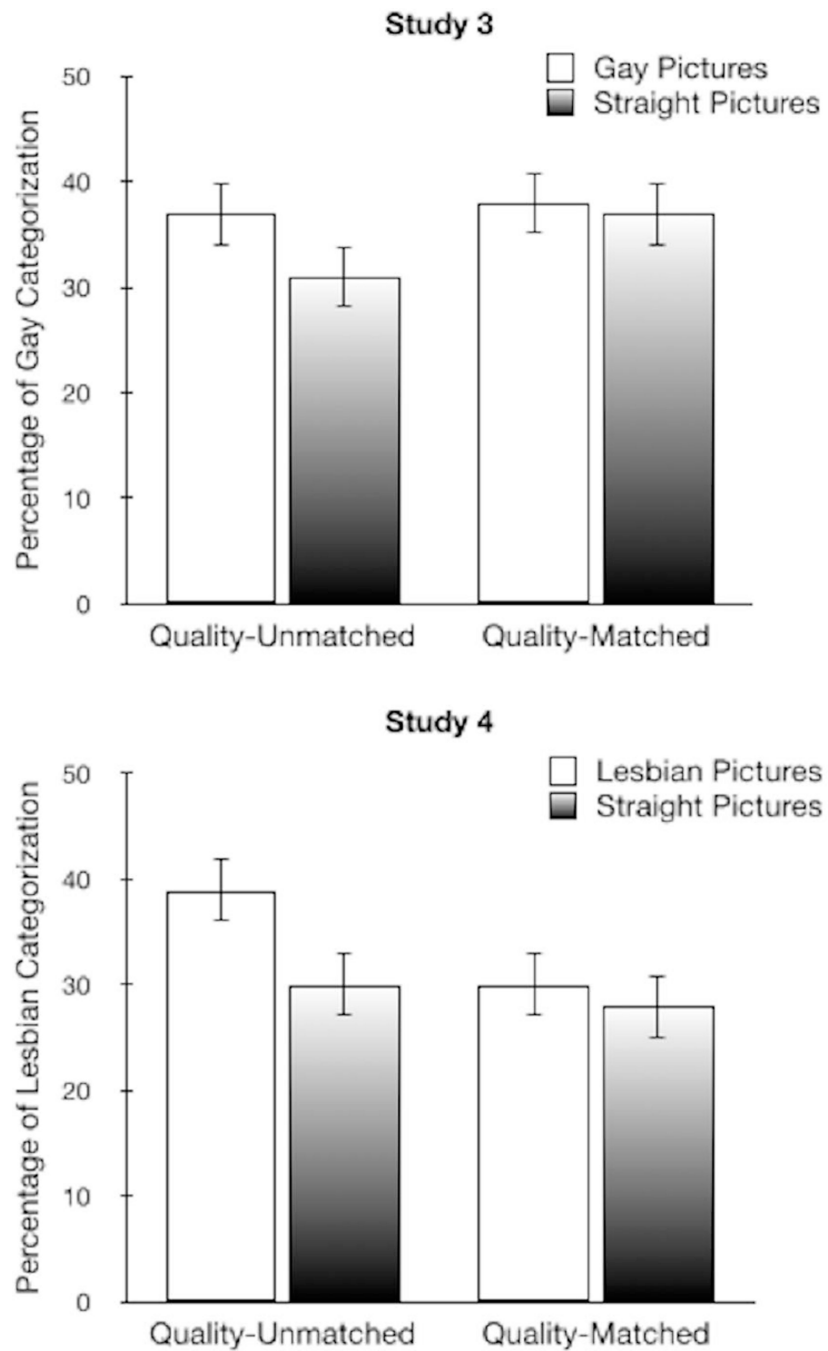 Study 3
Gay Pictures
Straight Pictures
Percentage of Gay Categorization
50
40
30
20
10
0
Quality-Unmatched
Quality-Matched
Study 4
Lesbian Pictures
Straight Pictures
Percentage of Lesbian Categorization
50
40
30
20
10
0
Quality-Unmatched
Quality-Matched